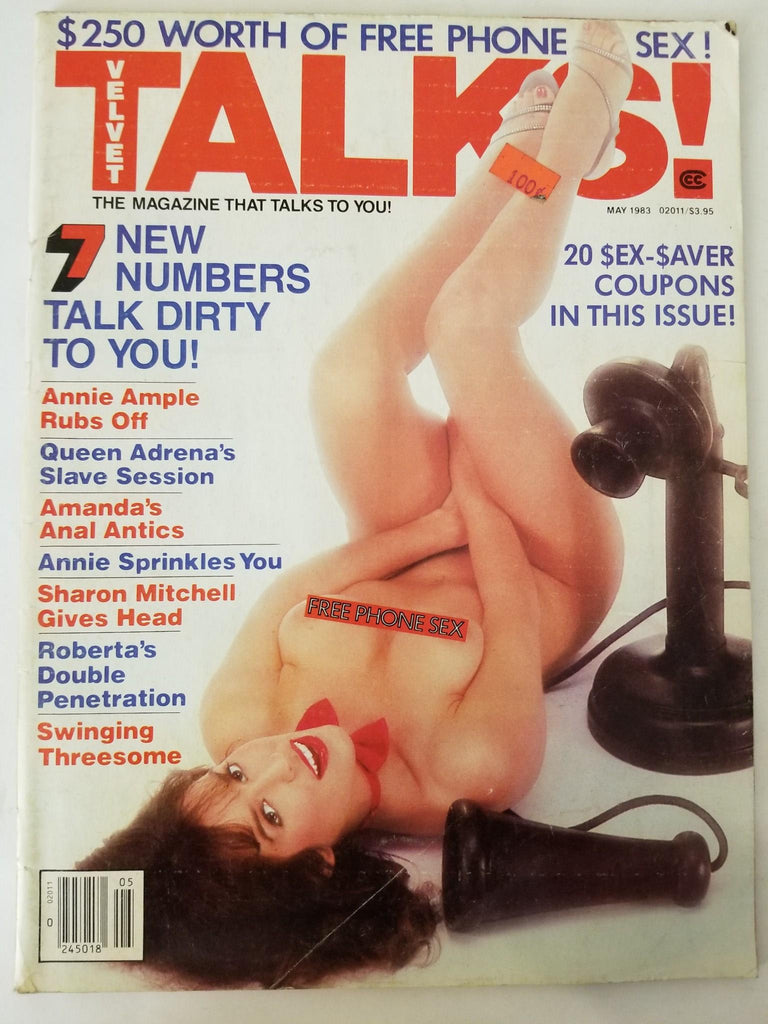 $250 WORTH OF FREE PHONE SEX!
VELVET
TALKS!
CC
THE MAGAZINE THAT TALKS TO YOU!
MAY 1983 02011/$3.95
100¢
7 NEW
NUMBERS
TALK DIRTY
TO YOU!
20 $EX-$AVER
COUPONS
IN THIS ISSUE!
Annie Ample
Rubs Off
Queen Adrena's
Slave Session
Amanda's
Anal Antics
Annie Sprinkles You
Sharon Mitchell
Gives Head
Roberta's
Double
Penetration
Swinging
Threesome
FREE PHONE SEX
02011
05
0
245018